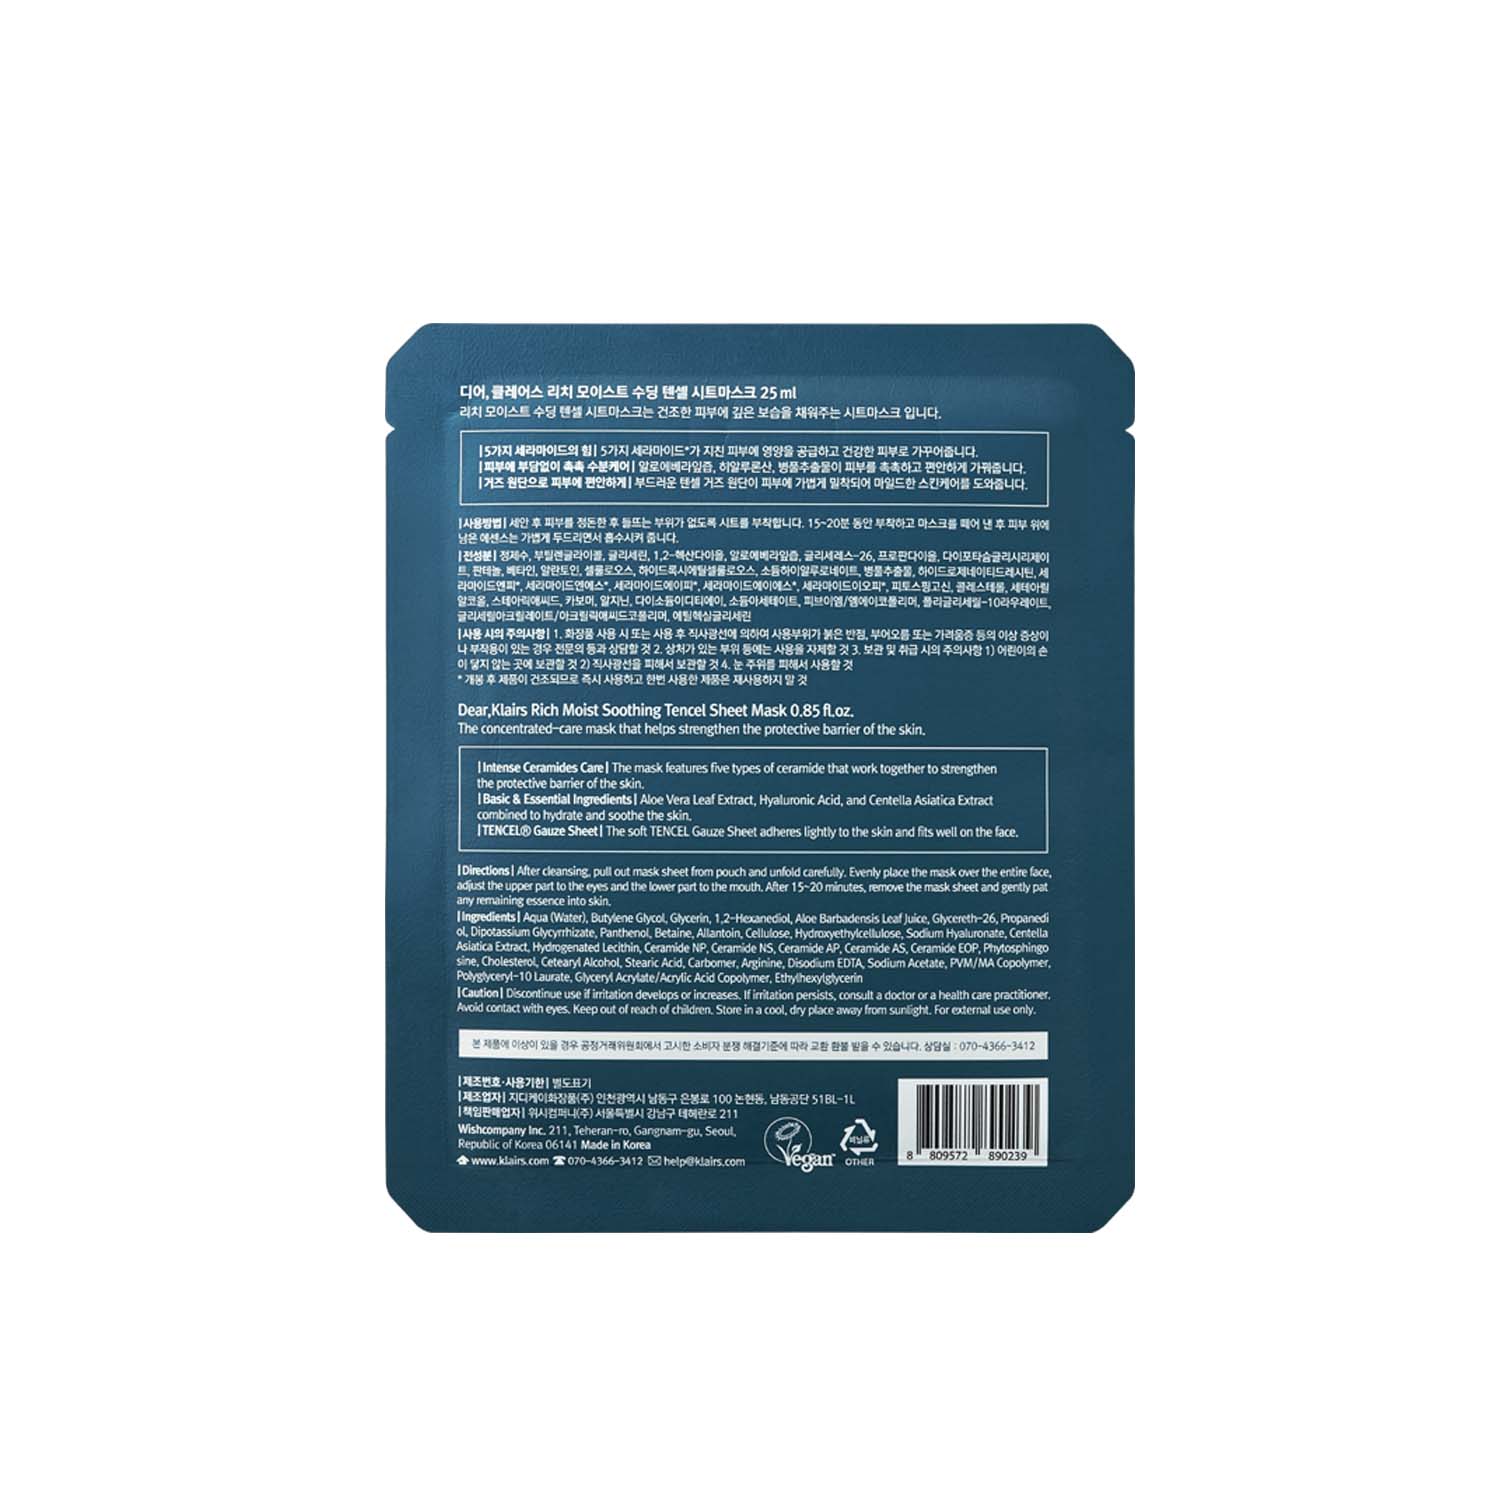 디어, 클레어스 리치 모이스트 수딩 텐셀 시트마스크 25 ml
리치 모이스트 수딩 텐셀 시트마스크는 건조한 피부에 깊은 보습을 채워주는 시트마스크 입니다.
|5가지 세라마이드의 힘| 5가지 세라마이드*가 지친 피부에 영양을 공급하고 건강한 피부로 가꾸어줍니다.
|피부에 부담없이 촉촉 수분케어| 알로에베라잎즙, 히알루론산, 병풀추출물이 피부를 촉촉하고 편안하게 가꿔줍니다.
|거즈 원단으로 피부에 편안하게| 부드러운 텐셀 거즈 원단이 피부에 가볍게 밀착되어 마일드한 스킨케어를 도와줍니다.
|사용방법| 세안 후 피부를 정돈한 후 들뜨는 부위가 없도록 시트를 부착합니다. 15~20분 동안 부착하고 마스크를 떼어 낸 후 피부 위에
남은 에센스는 가볍게 두드리면서 흡수시켜 줍니다.
|전성분| 정제수, 부틸렌글라이콜, 글리세린, 1,2-헥산다이올, 알로에베라잎즙, 글리세레스-26, 프로판다이올, 다이포타슘글리시리제이
트, 판테놀, 베타인, 알란토인, 셀룰로오스, 하이드록시에틸셀룰로오스, 소듐하이알루로네이트, 병풀추출물, 하이드로제네이티드레시틴, 세
라마이드엔피*, 세라마이드엔에스*, 세라마이드에이피*, 세라마이드에이에스*, 세라마이드이오피*, 피토스핑고신, 콜레스테롤, 세테아릴
알코올, 스테아릭애씨드, 카보머, 알지닌, 다이소듐이디티에이, 소듐아세테이트, 피브이엠/엠에이코폴리머, 폴리글리세릴-10라우레이트,
글리세릴아크릴레이트/아크릴릭애씨드코폴리머, 에틸헥실글리세린
|사용 시의 주의사항| 1. 화장품 사용 시 또는 사용 후 직사광선에 의하여 사용부위가 붉은 반점, 부어오름 또는 가려움증 등의 이상 증상이
나 부작용이 있는 경우 전문의 등과 상담할 것 2. 상처가 있는 부위 등에는 사용을 자제할 것 3. 보관 및 취급 시의 주의사항 1) 어린이의 손
이 닿지 않는 곳에 보관할 것 2) 직사광선을 피해서 보관할 것 4. 눈 주위를 피해서 사용할 것
* 개봉 후 제품이 건조되므로 즉시 사용하고 한번 사용한 제품은 재사용하지 말 것
Dear,Klairs Rich Moist Soothing Tencel Sheet Mask 0.85 fl.oz.
The concentrated-care mask that helps strengthen the protective barrier of the skin.
|Intense Ceramides Care| The mask features five types of ceramide that work together to strengthen
the protective barrier of the skin.
|Basic & Essential Ingredients| Aloe Vera Leaf Extract, Hyaluronic Acid, and Centella Asiatica Extract
combined to hydrate and soothe the skin.
|TENCEL® Gauze Sheet| The soft TENCEL Gauze Sheet adheres lightly to the skin and fits well on the face.
|Directions| After cleansing, pull out mask sheet from pouch and unfold carefully. Evenly place the mask over the entire face,
adjust the upper part to the eyes and the lower part to the mouth. After 15~20 minutes, remove the mask sheet and gently pat
any remaining essence into skin.
|Ingredients| Aqua (Water), Butylene Glycol, Glycerin, 1,2-Hexanediol, Aloe Barbadensis Leaf Juice, Glycereth-26, Propanedi
ol, Dipotassium Glycyrrhizate, Panthenol, Betaine, Allantoin, Cellulose, Hydroxyethylcellulose, Sodium Hyaluronate, Centella
Asiatica Extract, Hydrogenated Lecithin, Ceramide NP, Ceramide NS, Ceramide AP, Ceramide AS, Ceramide EOP, Phytosphingo
sine, Cholesterol, Cetearyl Alcohol, Stearic Acid, Carbomer, Arginine, Disodium EDTA, Sodium Acetate, PVM/MA Copolymer,
Polyglyceryl-10 Laurate, Glyceryl Acrylate/Acrylic Acid Copolymer, Ethylhexylglycerin
|Caution| Discontinue use if irritation develops or increases. If irritation persists, consult a doctor or a health care practitioner.
Avoid contact with eyes. Keep out of reach of children. Store in a cool, dry place away from sunlight. For external use only.
본 제품에 이상이 있을 경우 공정거래위원회에서 고시한 소비자 분쟁 해결기준에 따라 교환 환불 받을 수 있습니다. 상담실 : 070-4366-3412
|제조번호·사용기한| 별도표기
|제조업자| 지디케이화장품(주) 인천광역시 남동구 은봉로 100 논현동, 남동공단 51BL-1L
|책임판매업자| 위시컴퍼니(주) 서울특별시 강남구 테헤란로 211
Wishcompany Inc. 211, Teheran-ro, Gangnam-gu, Seoul,
Republic of Korea 06141 Made in Korea
www.klairs.com 070-4366-3412 help@klairs.com
Vegan™
비닐류
OTHER
8 809572 890239